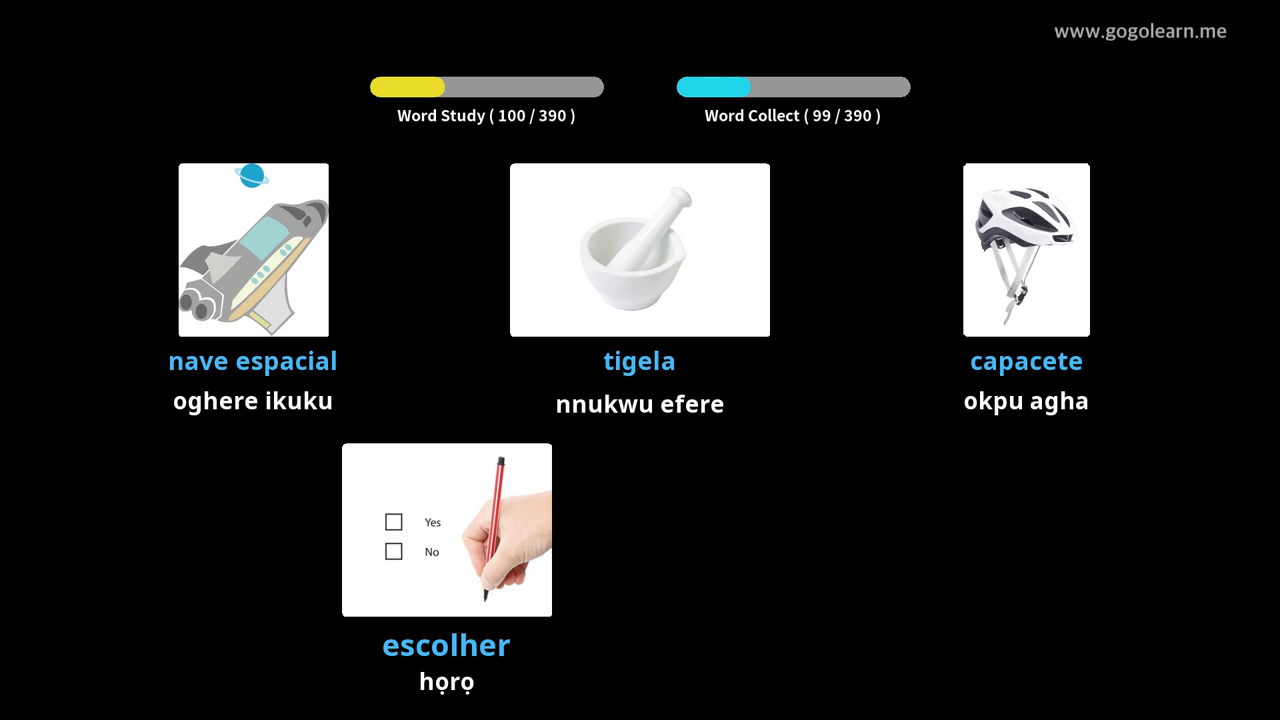 www.gogolearn.me
Word Study ( 100 / 390 )
Word Collect ( 99 / 390 )
nave espacial
oghere ikuku
tigela
nnukwu efere
capacete
okpu agha
Yes
No
escolher
họrọ